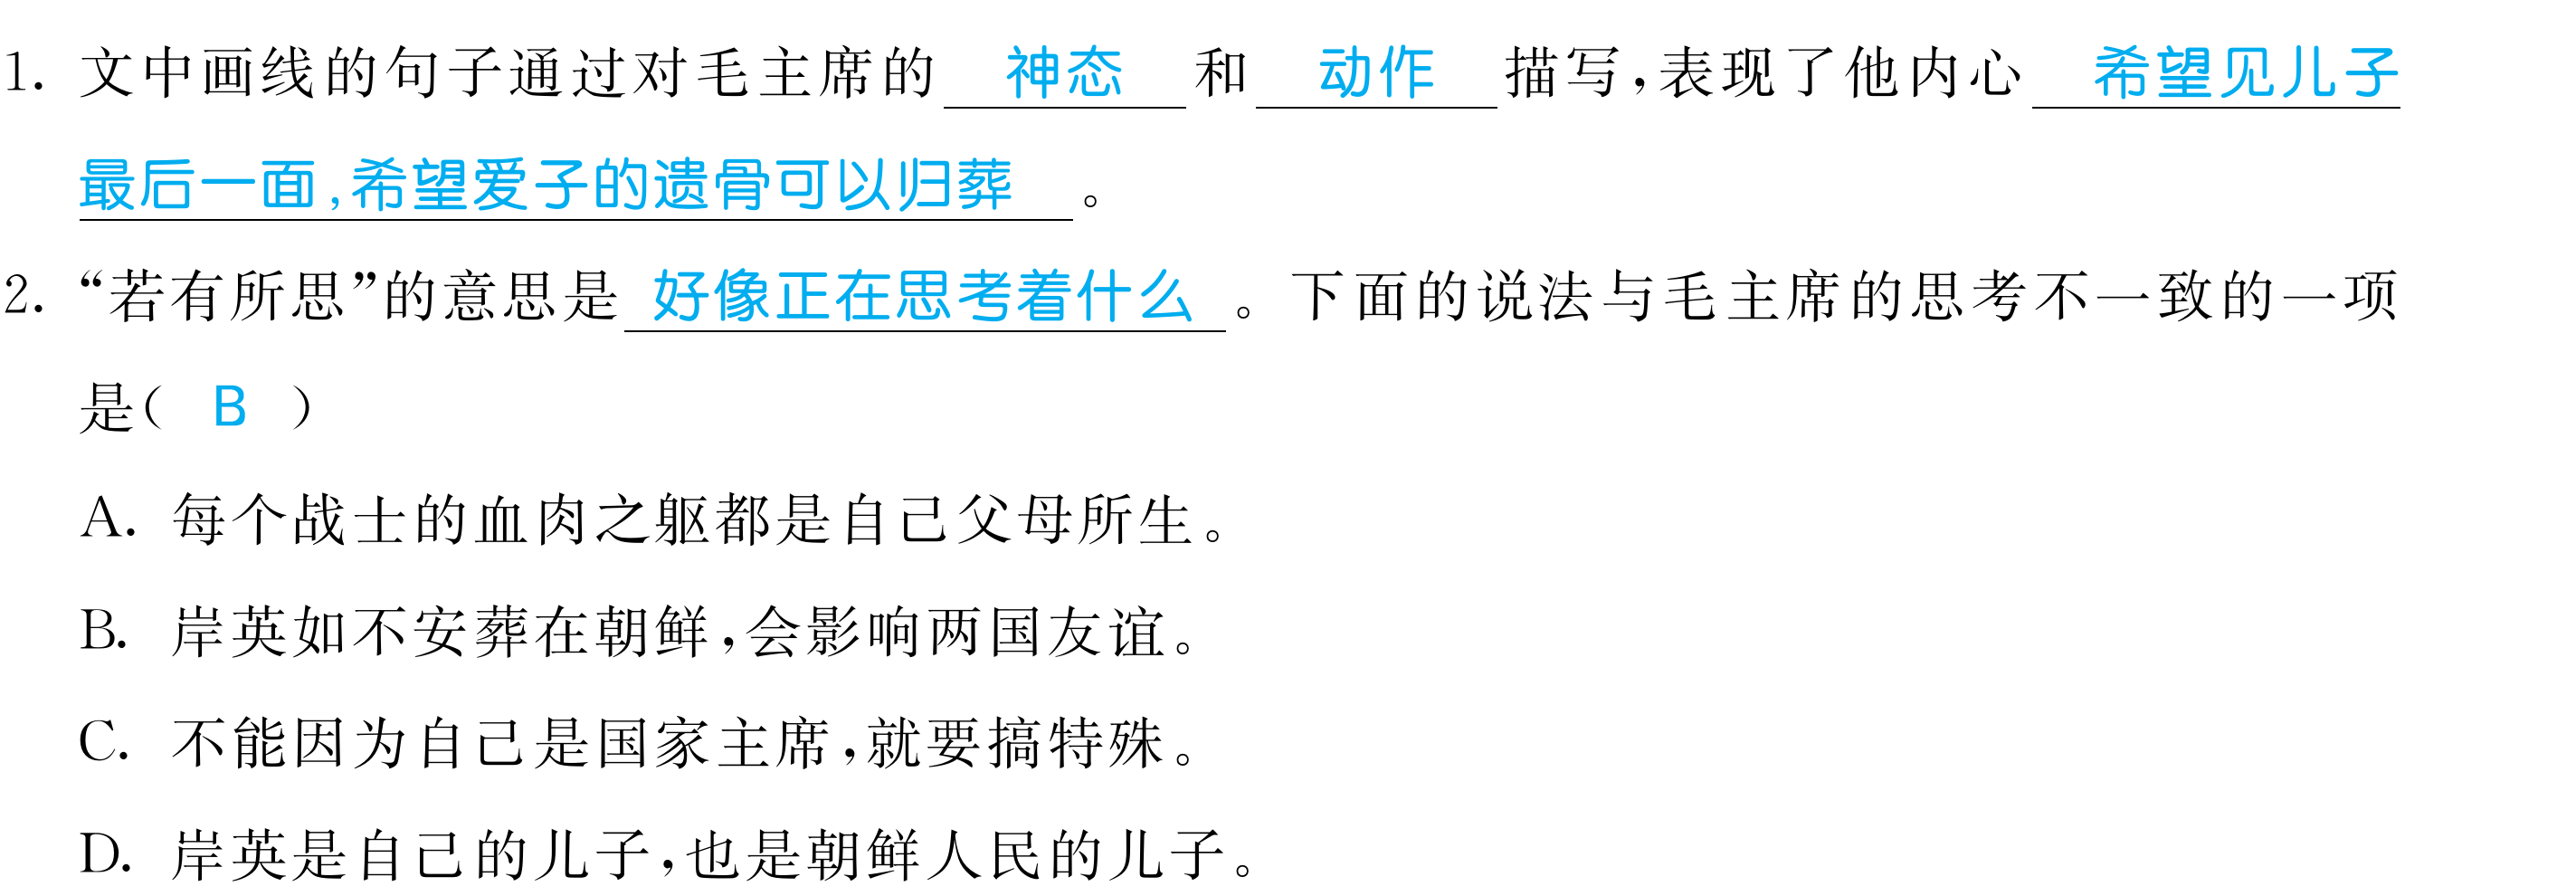 1. 文中画线的句子通过对毛主席的 神态 和 动作 描写,表现了他内心 希望见儿子
最后一面,希望爱子的遗骨可以归葬 。
2. “若有所思”的意思是 好像正在思考着什么 。下面的说法与毛主席的思考不一致的一项
是( B )
A. 每个战士的血肉之躯都是自己父母所生。
B. 岸英如不安葬在朝鲜,会影响两国友谊。
C. 不能因为自己是国家主席,就要搞特殊。
D. 岸英是自己的儿子,也是朝鲜人民的儿子。